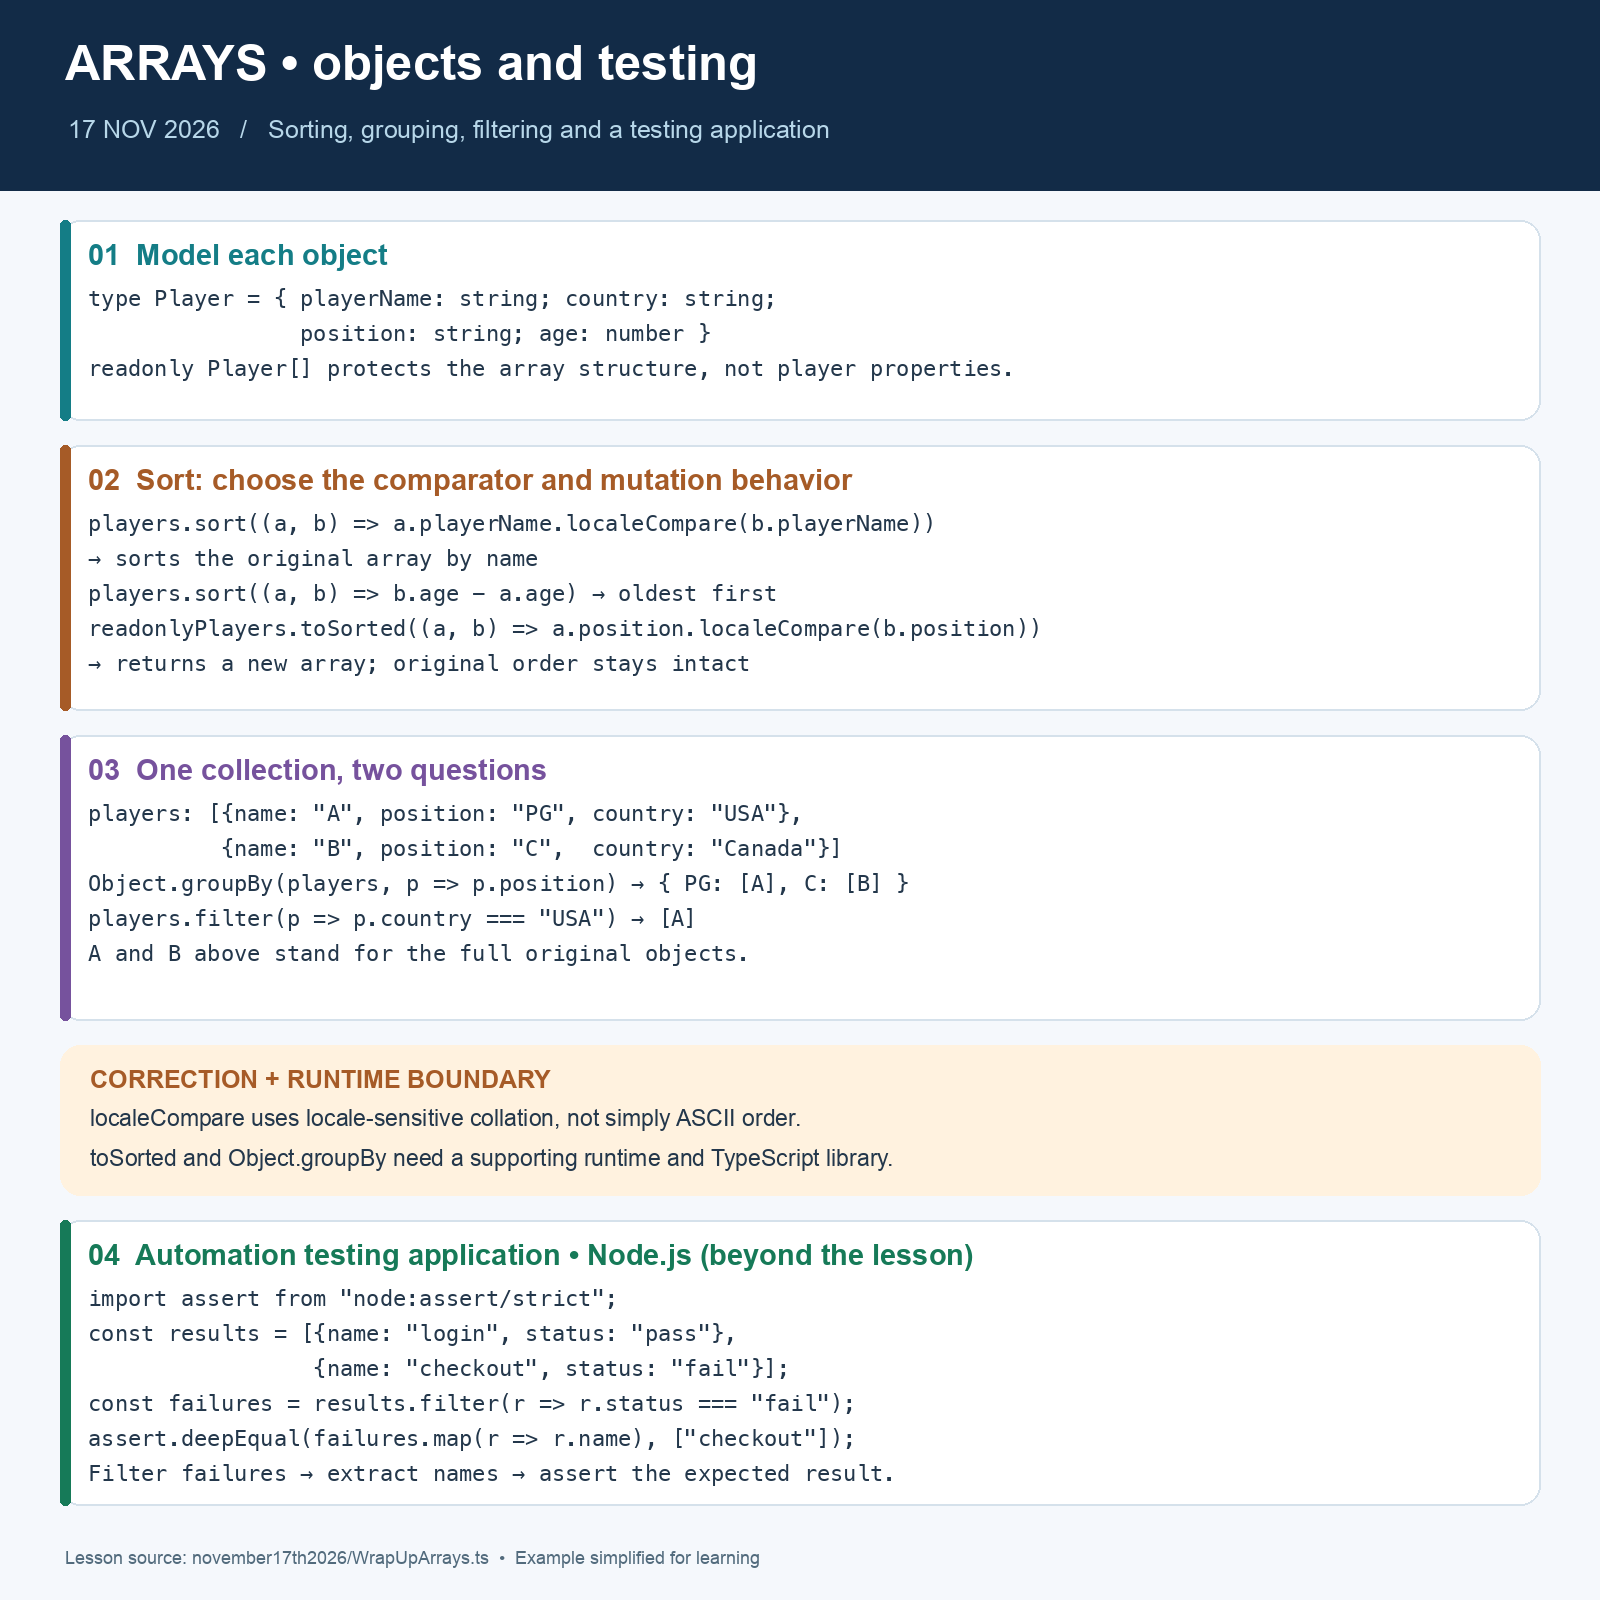 ARRAYS • objects and testing
17 NOV 2026 / Sorting, grouping, filtering and a testing application
01 Model each object
type Player = { playerName: string; country: string;
position: string; age: number }
readonly Player[] protects the array structure, not player properties.
02 Sort: choose the comparator and mutation behavior
players.sort((a, b) => a.playerName.localeCompare(b.playerName))
→ sorts the original array by name
players.sort((a, b) => b.age − a.age) → oldest first
readonlyPlayers.toSorted((a, b) => a.position.localeCompare(b.position))
→ returns a new array; original order stays intact
03 One collection, two questions
players: [{name: "A", position: "PG", country: "USA"},
{name: "B", position: "C", country: "Canada"}]
Object.groupBy(players, p => p.position) → { PG: [A], C: [B] }
players.filter(p => p.country === "USA") → [A]
A and B above stand for the full original objects.
CORRECTION + RUNTIME BOUNDARY
localeCompare uses locale-sensitive collation, not simply ASCII order.
toSorted and Object.groupBy need a supporting runtime and TypeScript library.
04 Automation testing application • Node.js (beyond the lesson)
import assert from "node:assert/strict";
const results = [{name: "login", status: "pass"},
{name: "checkout", status: "fail"}];
const failures = results.filter(r => r.status === "fail");
assert.deepEqual(failures.map(r => r.name), ["checkout"]);
Filter failures → extract names → assert the expected result.
Lesson source: november17th2026/WrapUpArrays.ts • Example simplified for learning